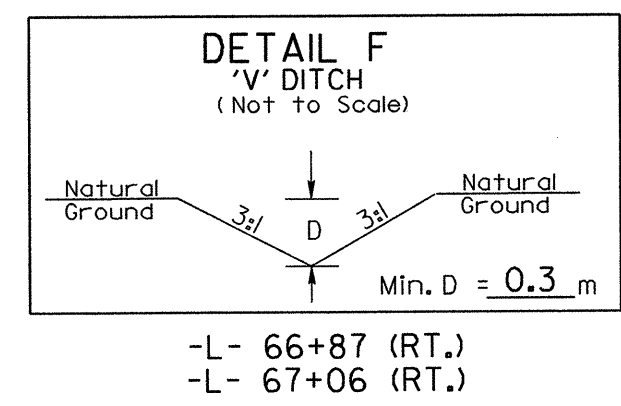 DETAIL F
'V' DITCH
(Not to Scale)
Natural
Ground
3:1
D
3:1
Natural
Ground
Min. D = 0.3 m
-L- 66+87 (RT.)
-L- 67+06 (RT.)